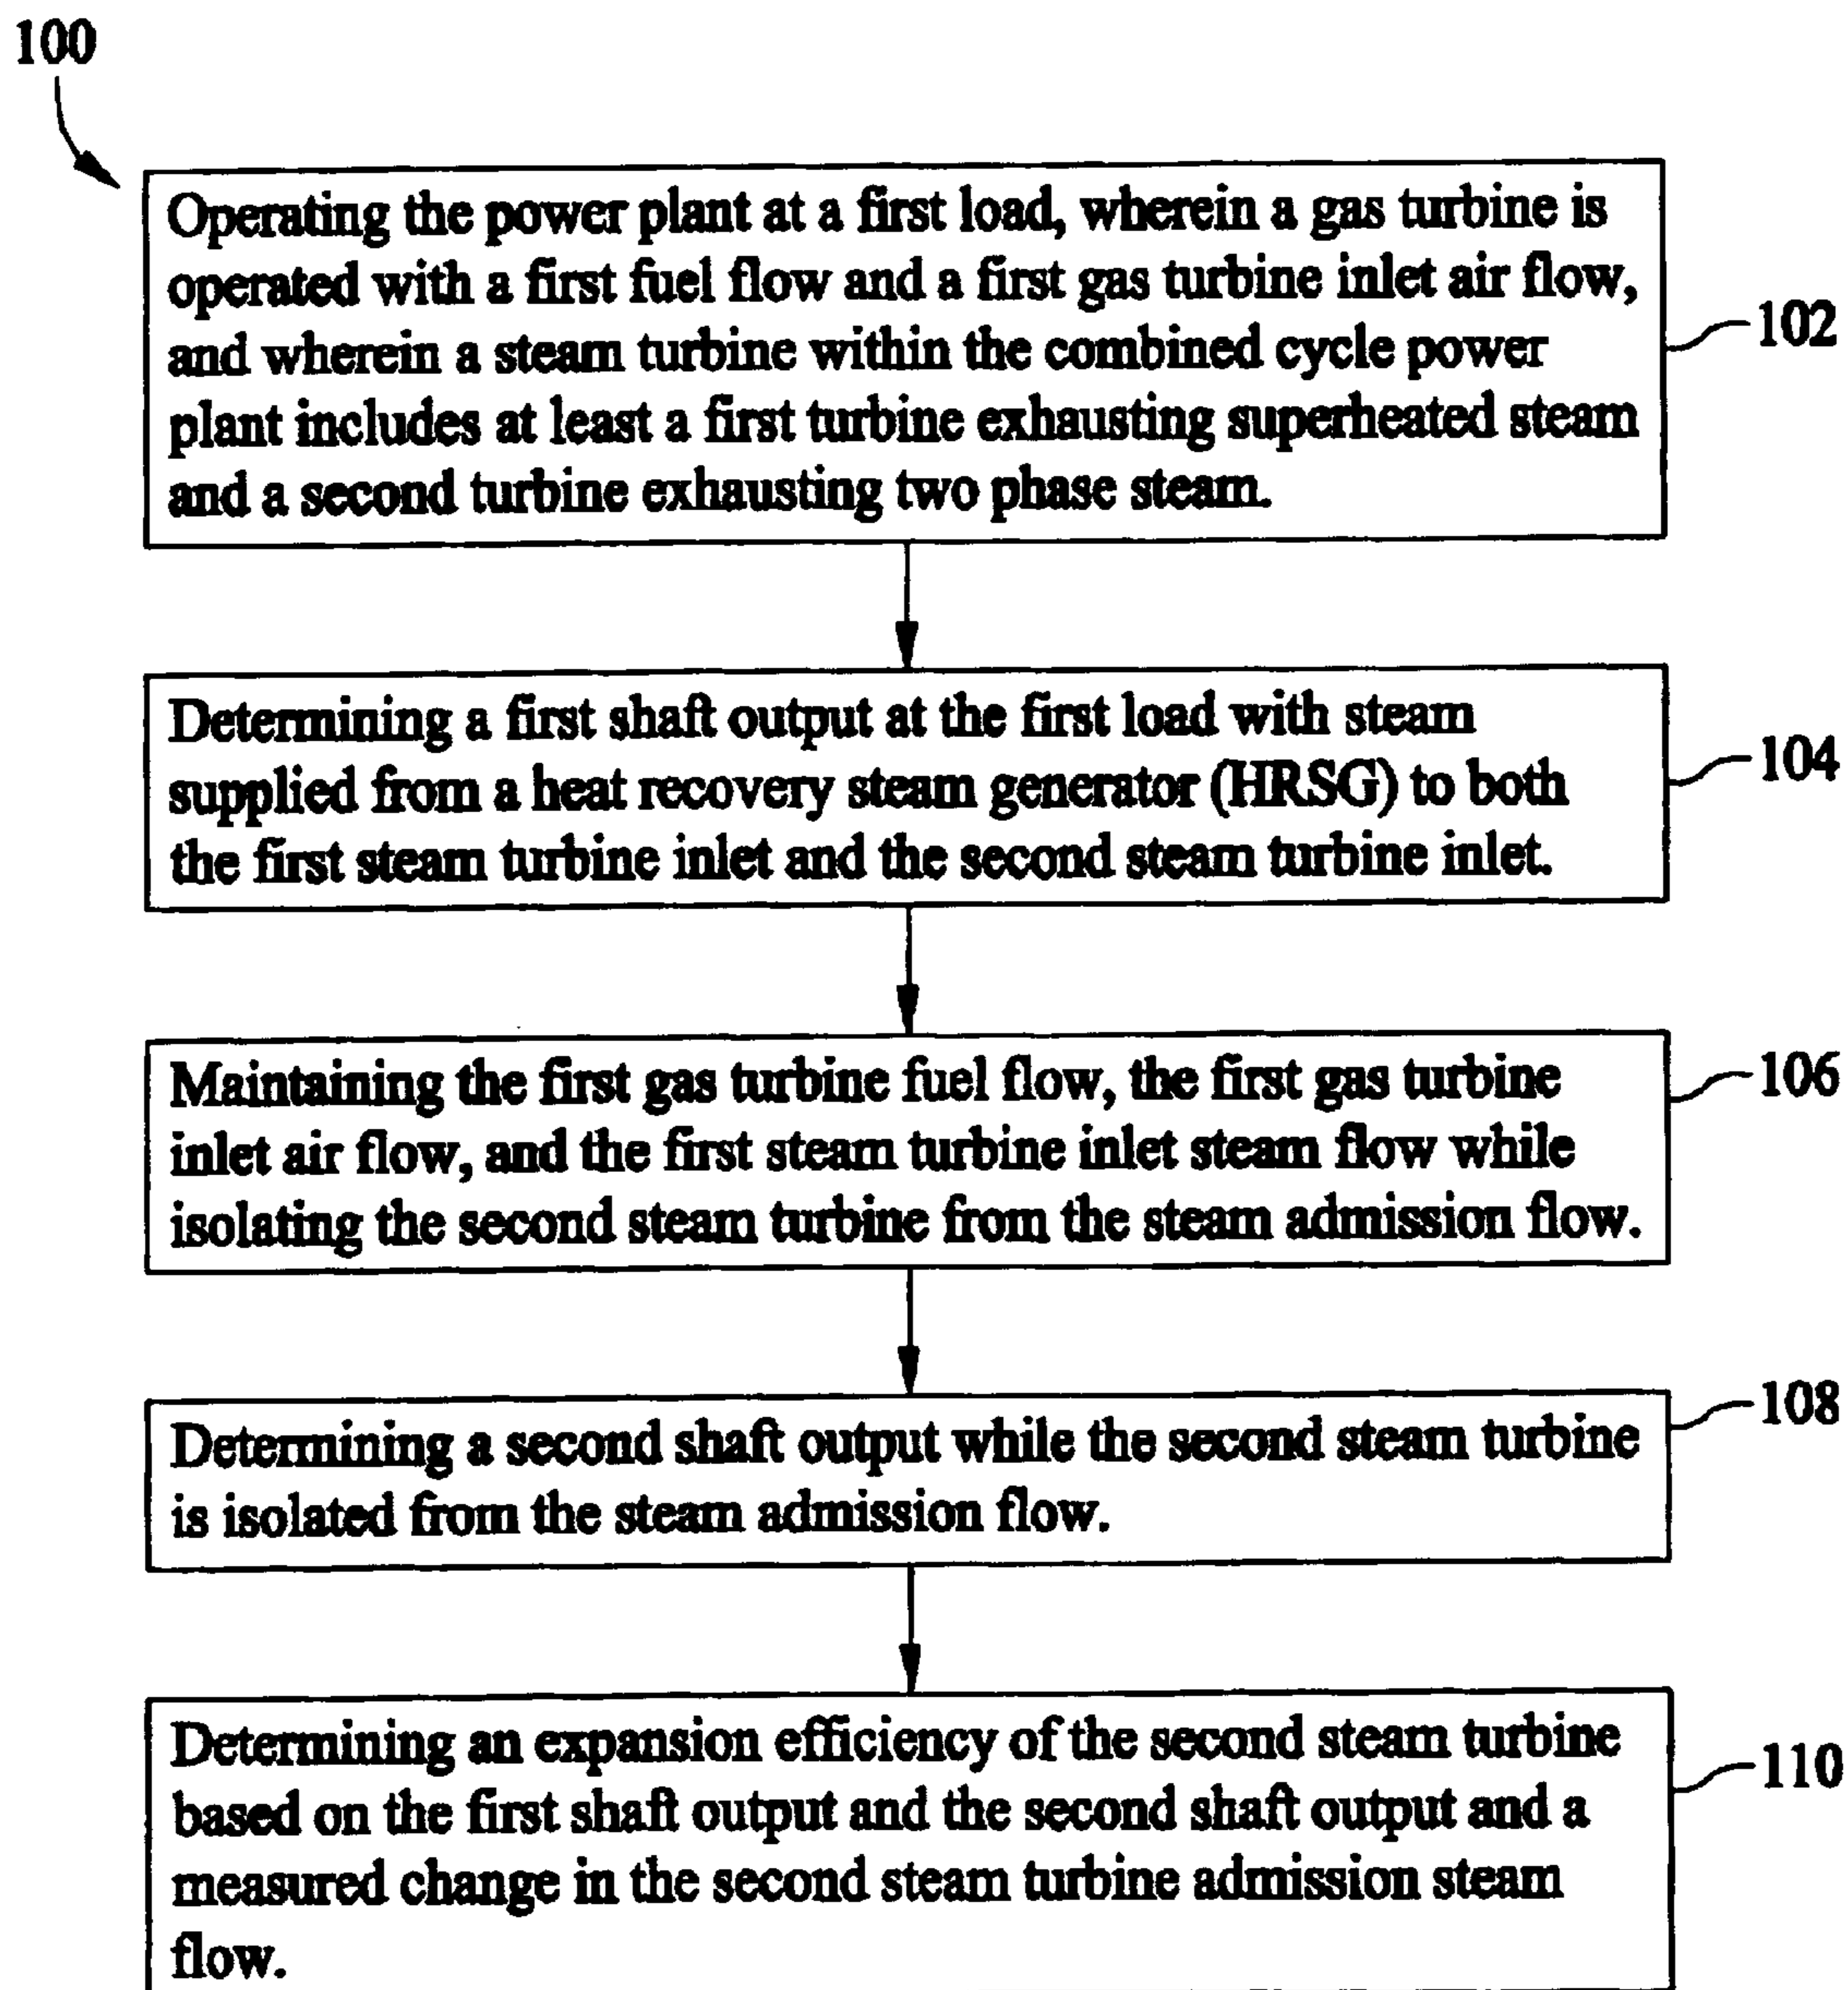 100
Operating the power plant at a first load, wherein a gas turbine is
operated with a first fuel flow and a first gas turbine inlet air flow,
and wherein a steam turbine within the combined cycle power
plant includes at least a first turbine exhausting superheated steam
and a second turbine exhausting two phase steam.
102
Determining a first shaft output at the first load with steam
supplied from a heat recovery steam generator (HRSG) to both
the first steam turbine inlet and the second steam turbine inlet.
104
Maintaining the first gas turbine fuel flow, the first gas turbine
inlet air flow, and the first steam turbine inlet steam flow while
isolating the second steam turbine from the steam admission flow.
106
Determining a second shaft output while the second steam turbine
is isolated from the steam admission flow.
108
Determining an expansion efficiency of the second steam turbine
based on the first shaft output and the second shaft output and a
measured change in the second steam turbine admission steam
flow.
110